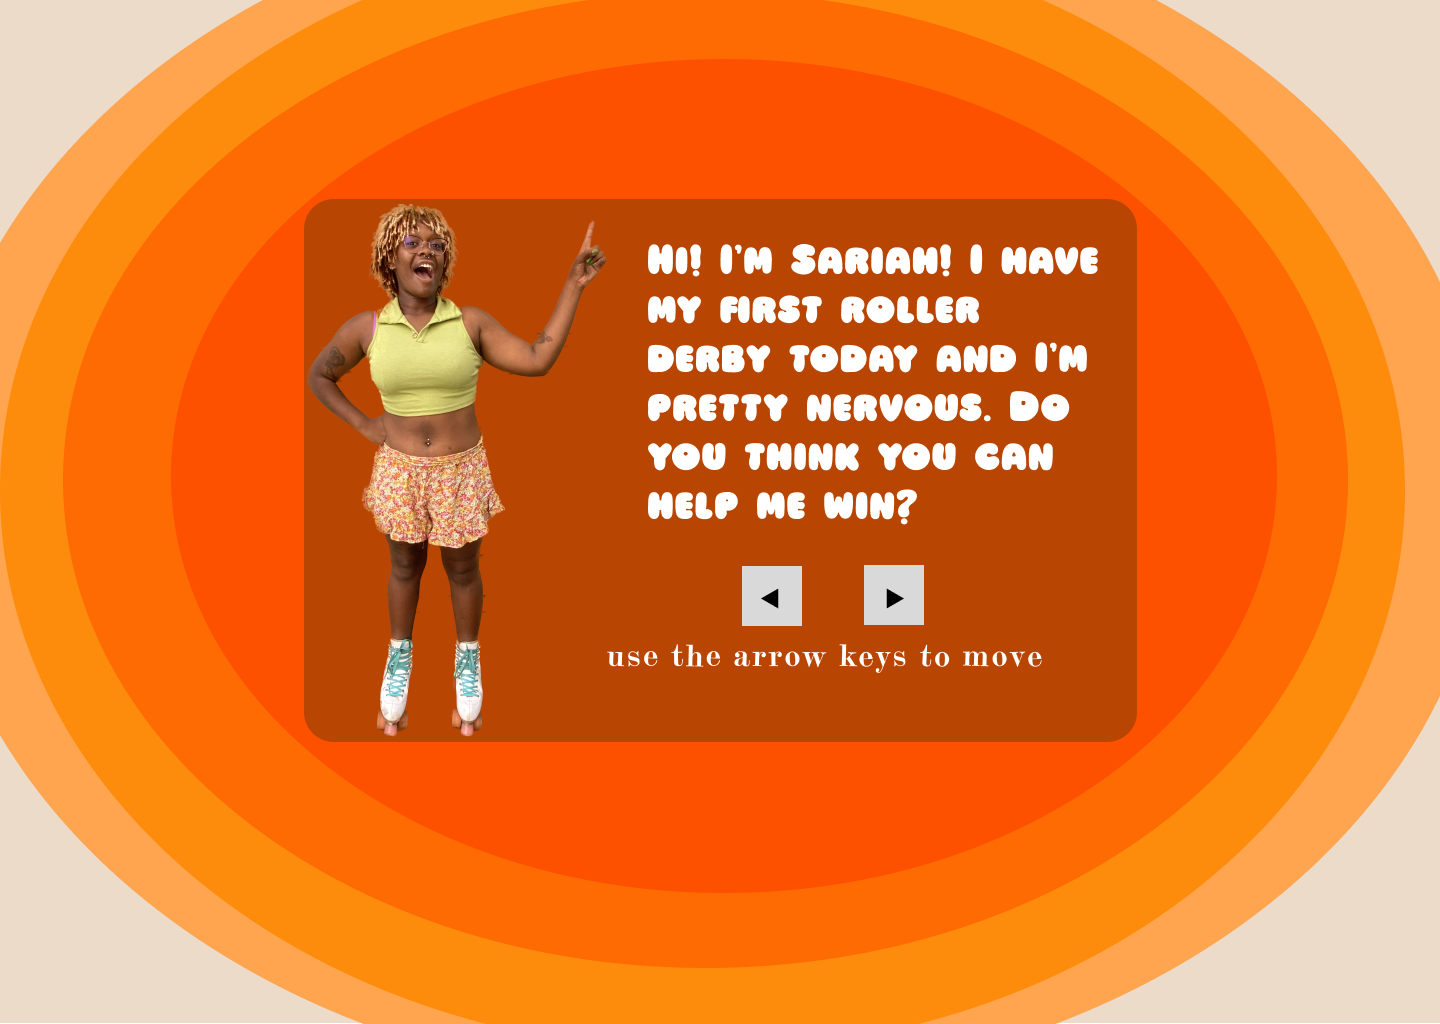 Hi! I'm Sariah! I have
my first roller
derby today and I'm
pretty nervous. Do
you think you can
help me win?
◀ ▶
use the arrow keys to move